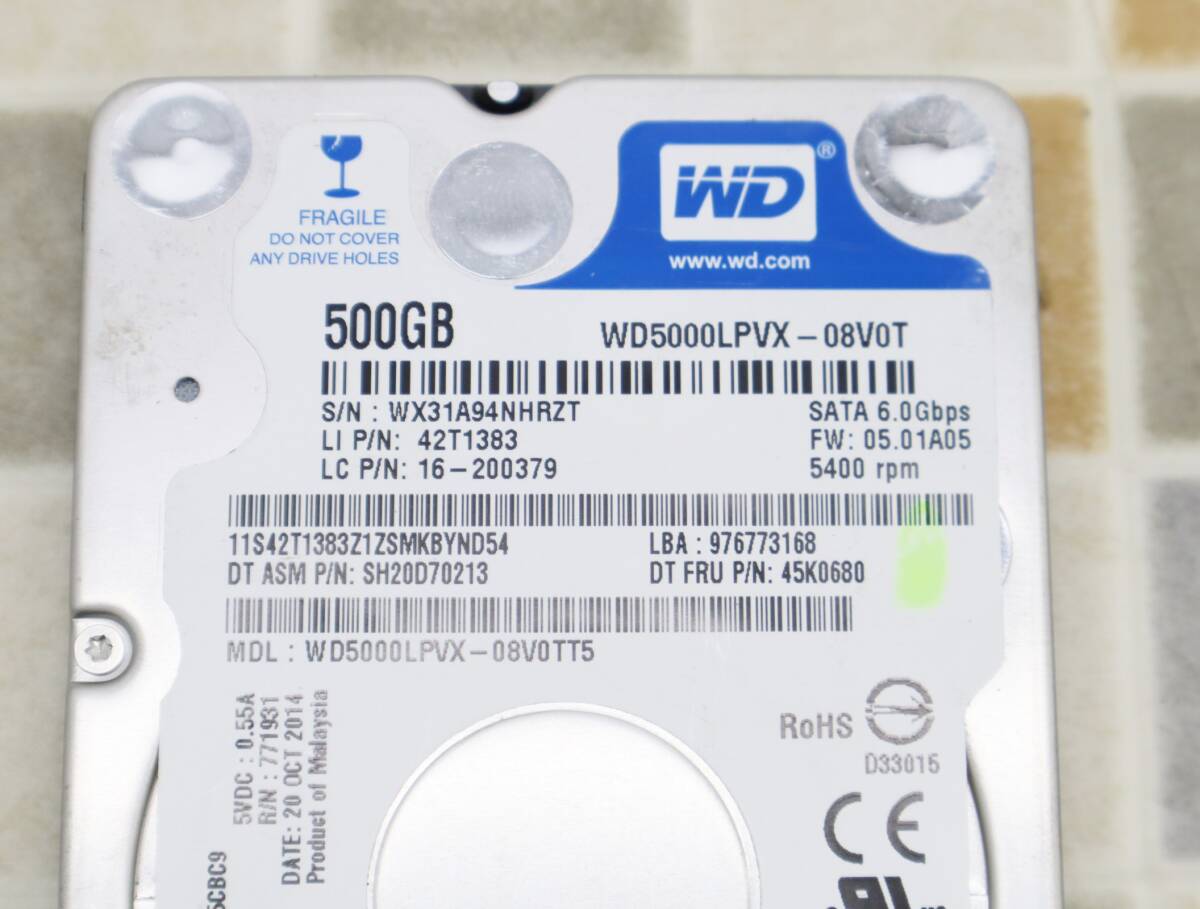 FRAGILE
DO NOT COVER
ANY DRIVE HOLES
WD®
www.wd.com
500GB
WD5000LPVX-08V0T
S/N : WX31A94NHRZT
SATA 6.0Gbps
LI P/N: 42T1383
FW: 05.01A05
LC P/N: 16-200379
5400 rpm
11S42T1383Z1ZSMKBYND54
LBA : 976773168
DT ASM P/N: SH20D70213
DT FRU P/N: 45K0680
MDL : WD5000LPVX-08V0TT5
5VDC : 0.55A
R/N : 771931
DATE: 20 OCT 2014
Product of Malaysia
RoHS
D33015
CE